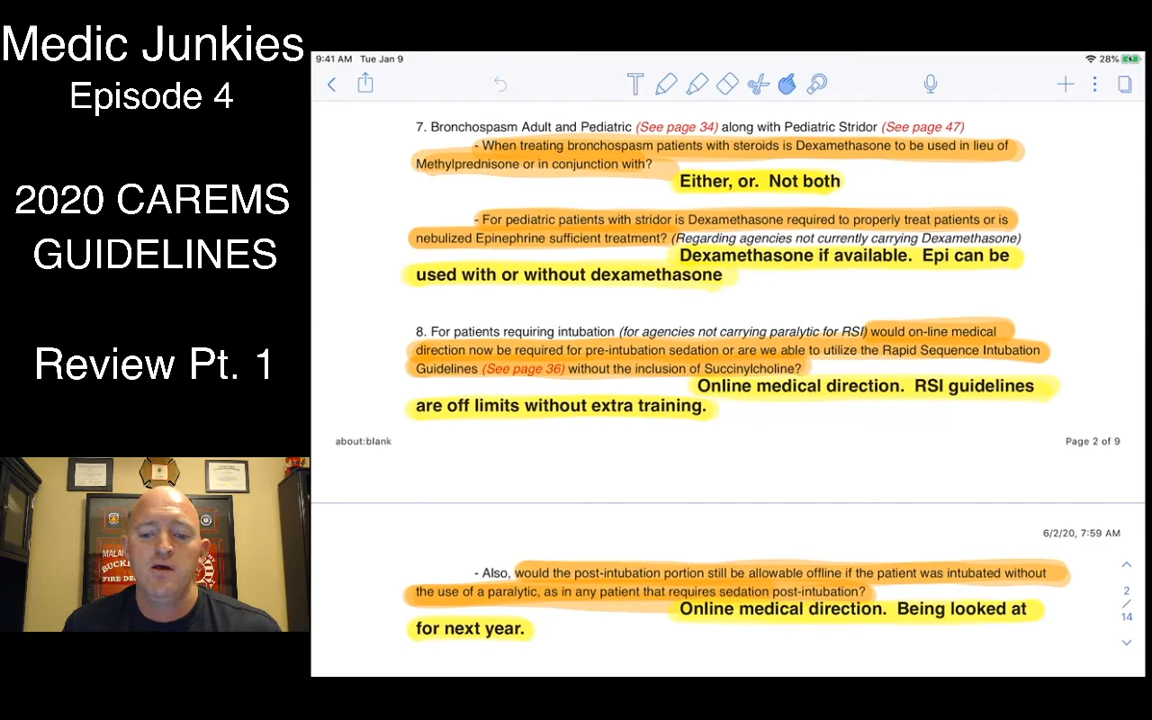 Medic Junkies
Episode 4
2020 CAREMS
GUIDELINES
Review Pt. 1
9:41 AM Tue Jan 9
28%
7. Bronchospasm Adult and Pediatric (See page 34) along with Pediatric Stridor (See page 47)
- When treating bronchospasm patients with steroids is Dexamethasone to be used in lieu of
Methylprednisone or in conjunction with?
Either, or. Not both
- For pediatric patients with stridor is Dexamethasone required to properly treat patients or is
nebulized Epinephrine sufficient treatment? (Regarding agencies not currently carrying Dexamethasone)
Dexamethasone if available. Epi can be
used with or without dexamethasone
8. For patients requiring intubation (for agencies not carrying paralytic for RSI) would on-line medical
direction now be required for pre-intubation sedation or are we able to utilize the Rapid Sequence Intubation
Guidelines (See page 36) without the inclusion of Succinylcholine?
Online medical direction. RSI guidelines
are off limits without extra training.
about:blank
Page 2 of 9
6/2/20, 7:59 AM
- Also, would the post-intubation portion still be allowable offline if the patient was intubated without
the use of a paralytic, as in any patient that requires sedation post-intubation?
Online medical direction. Being looked at
for next year.
2
/
14